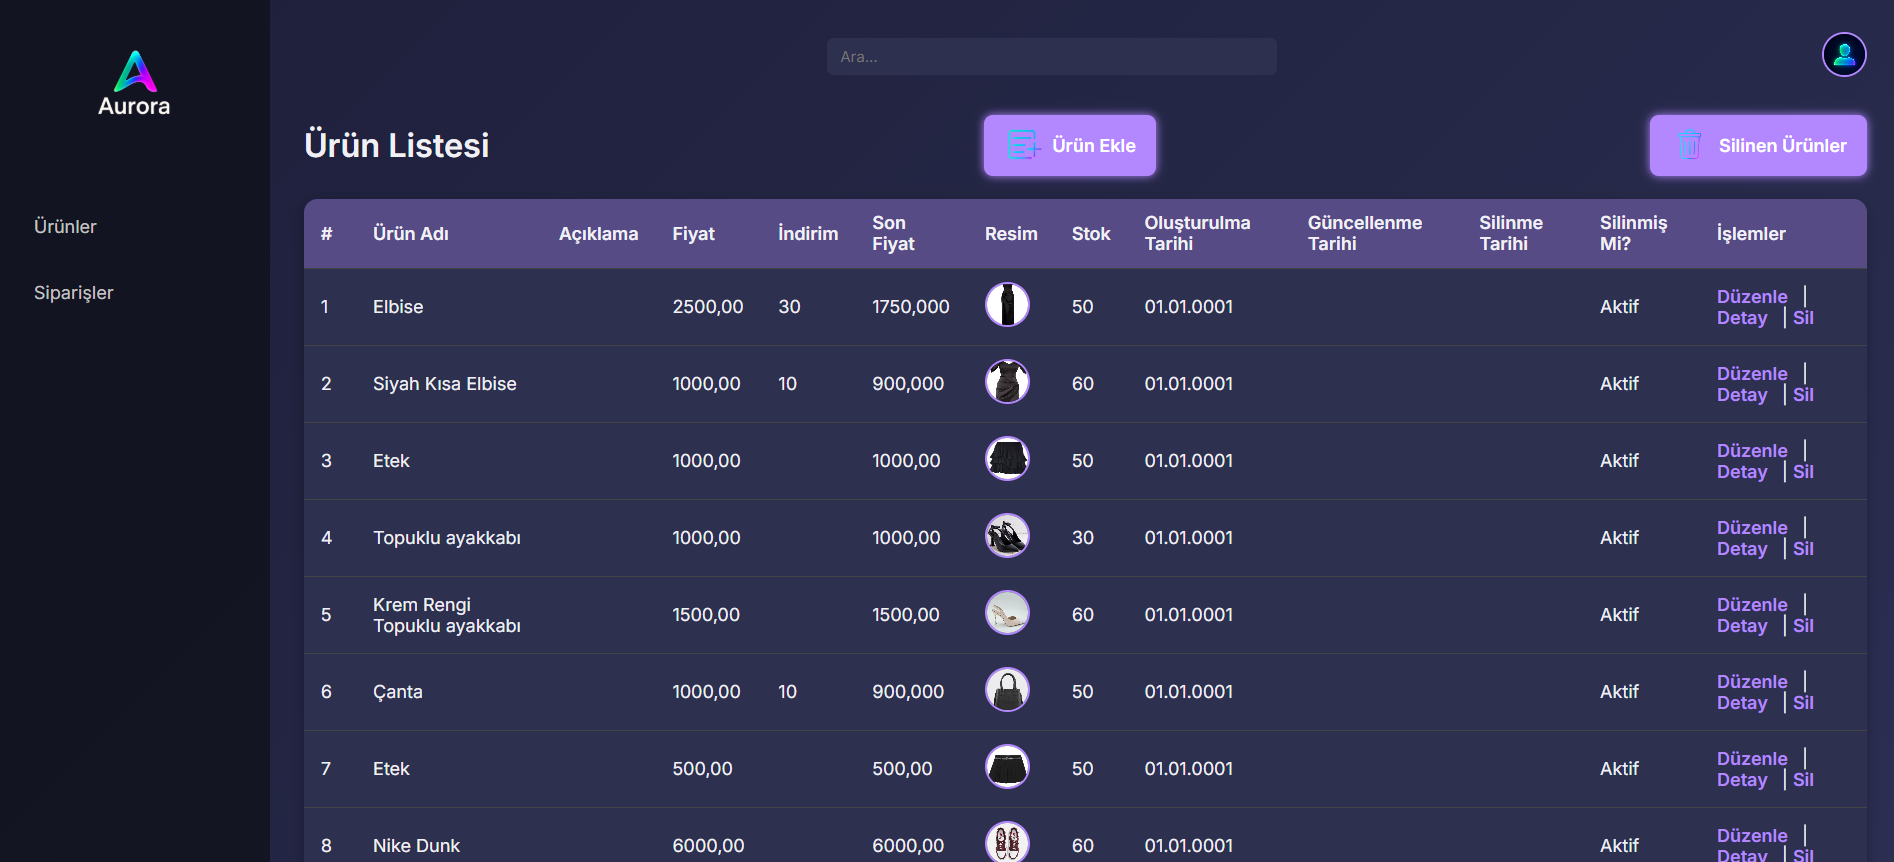 Aurora
Ara...
Ürün Listesi
Ürün Ekle
Silinen Ürünler
Ürünler
Siparişler
# Ürün Adı Açıklama Fiyat İndirim Son Fiyat Resim Stok Oluşturulma Tarihi Güncellenme Tarihi Silinme Tarihi Silinmiş Mi? İşlemler
1 Elbise 2500,00 30 1750,000 50 01.01.0001 Aktif Düzenle |
Detay | Sil
2 Siyah Kısa Elbise 1000,00 10 900,000 60 01.01.0001 Aktif Düzenle |
Detay | Sil
3 Etek 1000,00 1000,00 50 01.01.0001 Aktif Düzenle |
Detay | Sil
4 Topuklu ayakkabı 1000,00 1000,00 30 01.01.0001 Aktif Düzenle |
Detay | Sil
5 Krem Rengi Topuklu ayakkabı 1500,00 1500,00 60 01.01.0001 Aktif Düzenle |
Detay | Sil
6 Çanta 1000,00 10 900,000 50 01.01.0001 Aktif Düzenle |
Detay | Sil
7 Etek 500,00 500,00 50 01.01.0001 Aktif Düzenle |
Detay | Sil
8 Nike Dunk 6000,00 6000,00 60 01.01.0001 Aktif Düzenle |
Detay | Sil